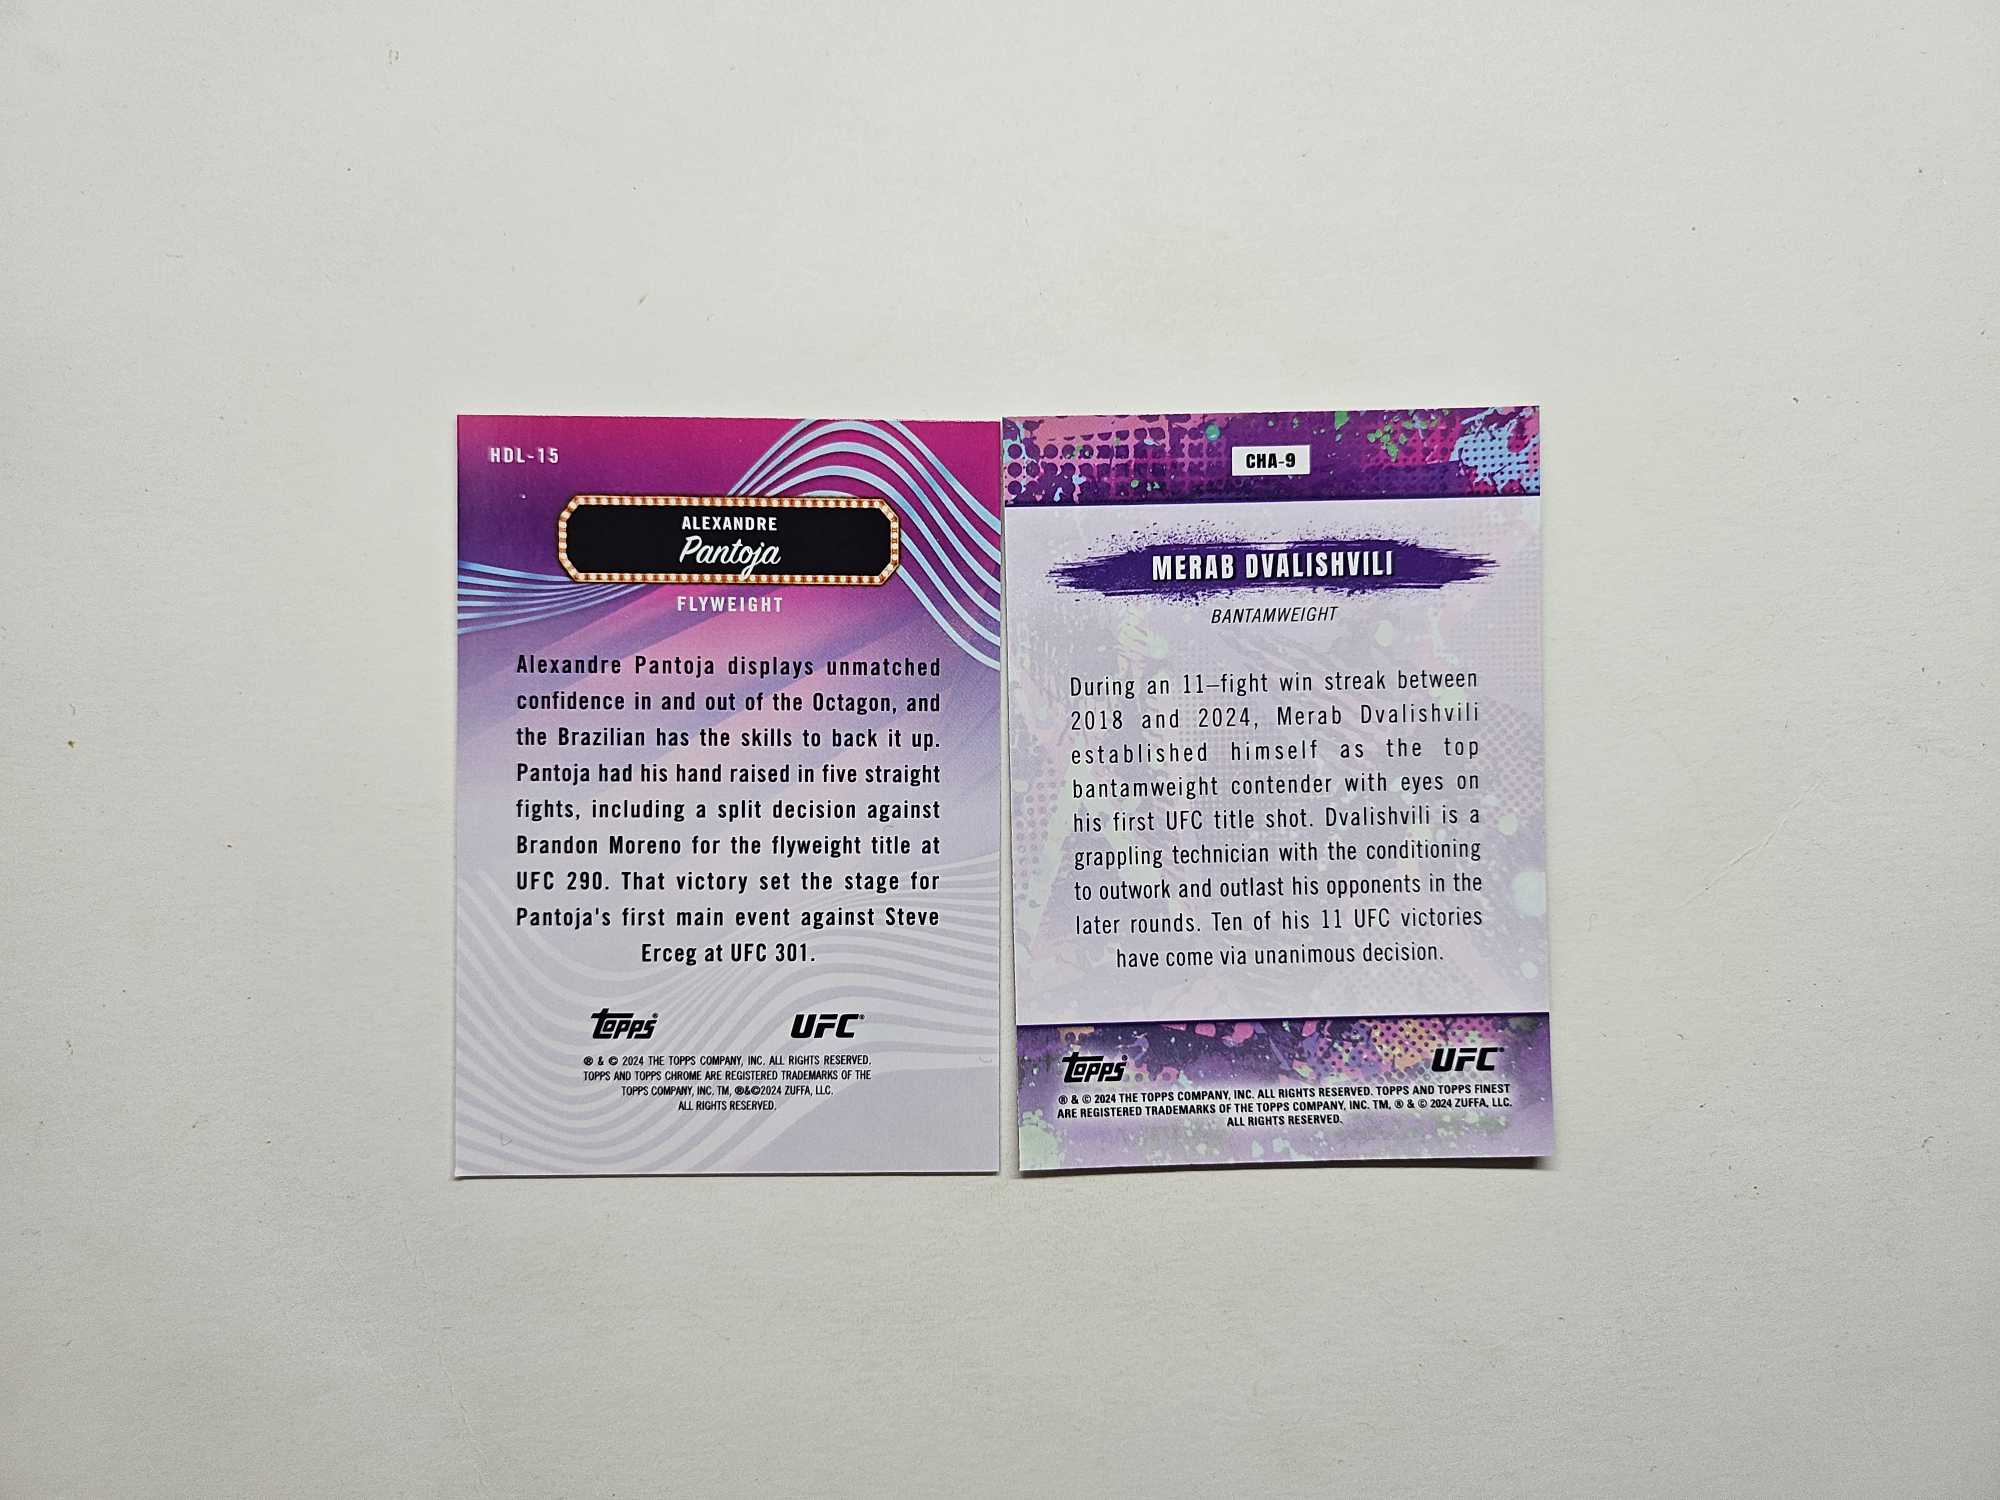 HDL-15
ALEXANDRE
Pantoja
FLYWEIGHT
Alexandre Pantoja displays unmatched
confidence in and out of the Octagon, and
the Brazilian has the skills to back it up.
Pantoja had his hand raised in five straight
fights, including a split decision against
Brandon Moreno for the flyweight title at
UFC 290. That victory set the stage for
Pantoja's first main event against Steve
Erceg at UFC 301.
Topps® UFC®
® & © 2024 THE TOPPS COMPANY, INC. ALL RIGHTS RESERVED.
TOPPS AND TOPPS CHROME ARE REGISTERED TRADEMARKS OF THE
TOPPS COMPANY, INC. TM, ®&©2024 ZUFFA, LLC.
ALL RIGHTS RESERVED.
CHA-9
MERAB DVALISHVILI
BANTAMWEIGHT
During an 11–fight win streak between
2018 and 2024, Merab Dvalishvili
established himself as the top
bantamweight contender with eyes on
his first UFC title shot. Dvalishvili is a
grappling technician with the conditioning
to outwork and outlast his opponents in the
later rounds. Ten of his 11 UFC victories
have come via unanimous decision.
Topps® UFC®
® & © 2024 THE TOPPS COMPANY, INC. ALL RIGHTS RESERVED. TOPPS AND TOPPS FINEST
ARE REGISTERED TRADEMARKS OF THE TOPPS COMPANY, INC. TM, ® & © 2024 ZUFFA, LLC.
ALL RIGHTS RESERVED.